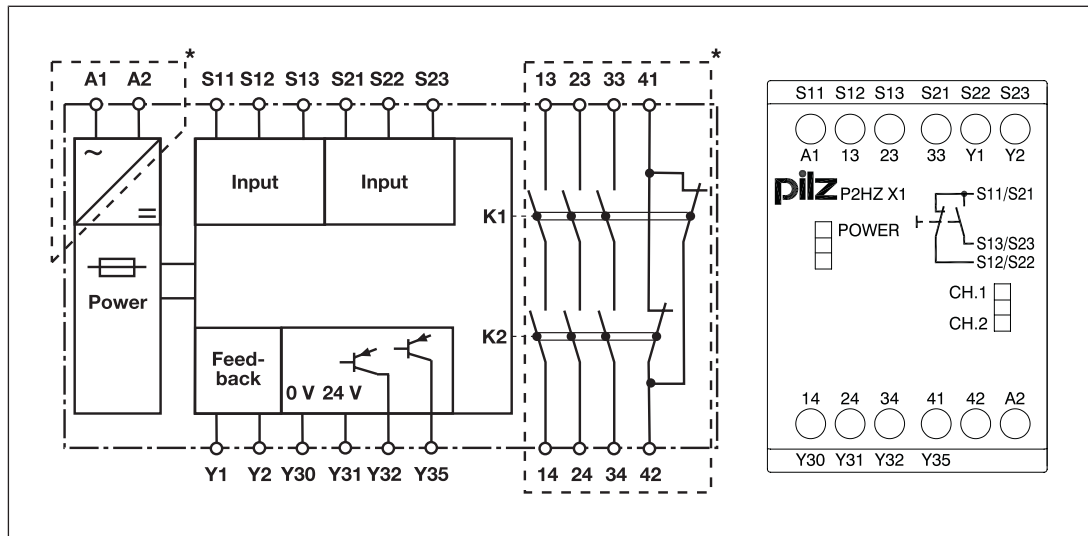 * *
A1 A2 S11 S12 S13 S21 S22 S23 13 23 33 41
~
=
Input Input
K1
Power
K2
Feed-
back
0 V 24 V
Y1 Y2 Y30 Y31 Y32 Y35 14 24 34 42
S11 S12 S13 S21 S22 S23
A1 13 23 33 Y1 Y2
pilz P2HZ X1 S11/S21
POWER
S13/S23
S12/S22
CH.1
CH.2
14 24 34 41 42 A2
Y30 Y31 Y32 Y35